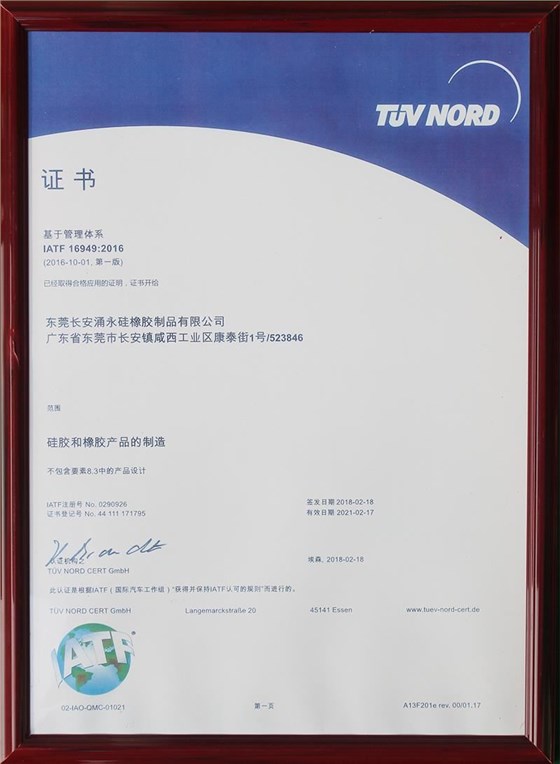 TÜV NORD
证书
基于管理体系
IATF 16949:2016
(2016-10-01, 第一版)
已经取得合格应用的证明，证书开给
东莞长安涌永硅橡胶制品有限公司
广东省东莞市长安镇咸西工业区康泰街1号/523846
范围
硅胶和橡胶产品的制造
不包含要素8.3中的产品设计
IATF注册号 No. 0290926
证书登记号 No. 44 111 171795
签发日期 2018-02-18
有效日期 2021-02-17
认证机构之
TÜV NORD CERT GmbH
埃森, 2018-02-18
此认证是根据IATF（国际汽车工作组）“获得并保持IATF认可的规则”而进行的。
TÜV NORD CERT GmbH Langemarckstraße 20 45141 Essen www.tuev-nord-cert.de
IATF
02-IAO-QMC-01021 第一页 A13F201e rev. 00/01.17